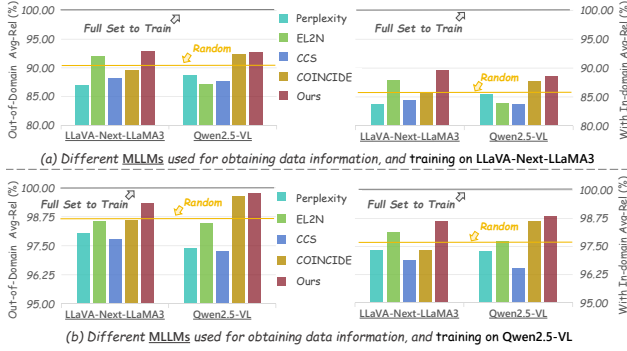 Out-of-Domain Avg-Rel (%)
100.00
95.00
90.00
85.00
80.00
Full Set to Train
Random
LLaVA-Next-LLaMA3
Qwen2.5-VL
Perplexity
EL2N
CCS
COINCIDE
Ours
Full Set to Train
Random
LLaVA-Next-LLaMA3
Qwen2.5-VL
100.00
95.00
90.00
85.00
80.00
With In-domain Avg-Rel (%)
(a) Different MLLMs used for obtaining data information, and training on LLaVA-Next-LLaMA3
Out-of-Domain Avg-Rel (%)
100.00
98.75
97.50
96.25
95.00
Full Set to Train
Random
LLaVA-Next-LLaMA3
Qwen2.5-VL
Perplexity
EL2N
CCS
COINCIDE
Ours
Full Set to Train
Random
LLaVA-Next-LLaMA3
Qwen2.5-VL
100.00
98.75
97.50
96.25
95.00
With In-domain Avg-Rel (%)
(b) Different MLLMs used for obtaining data information, and training on Qwen2.5-VL